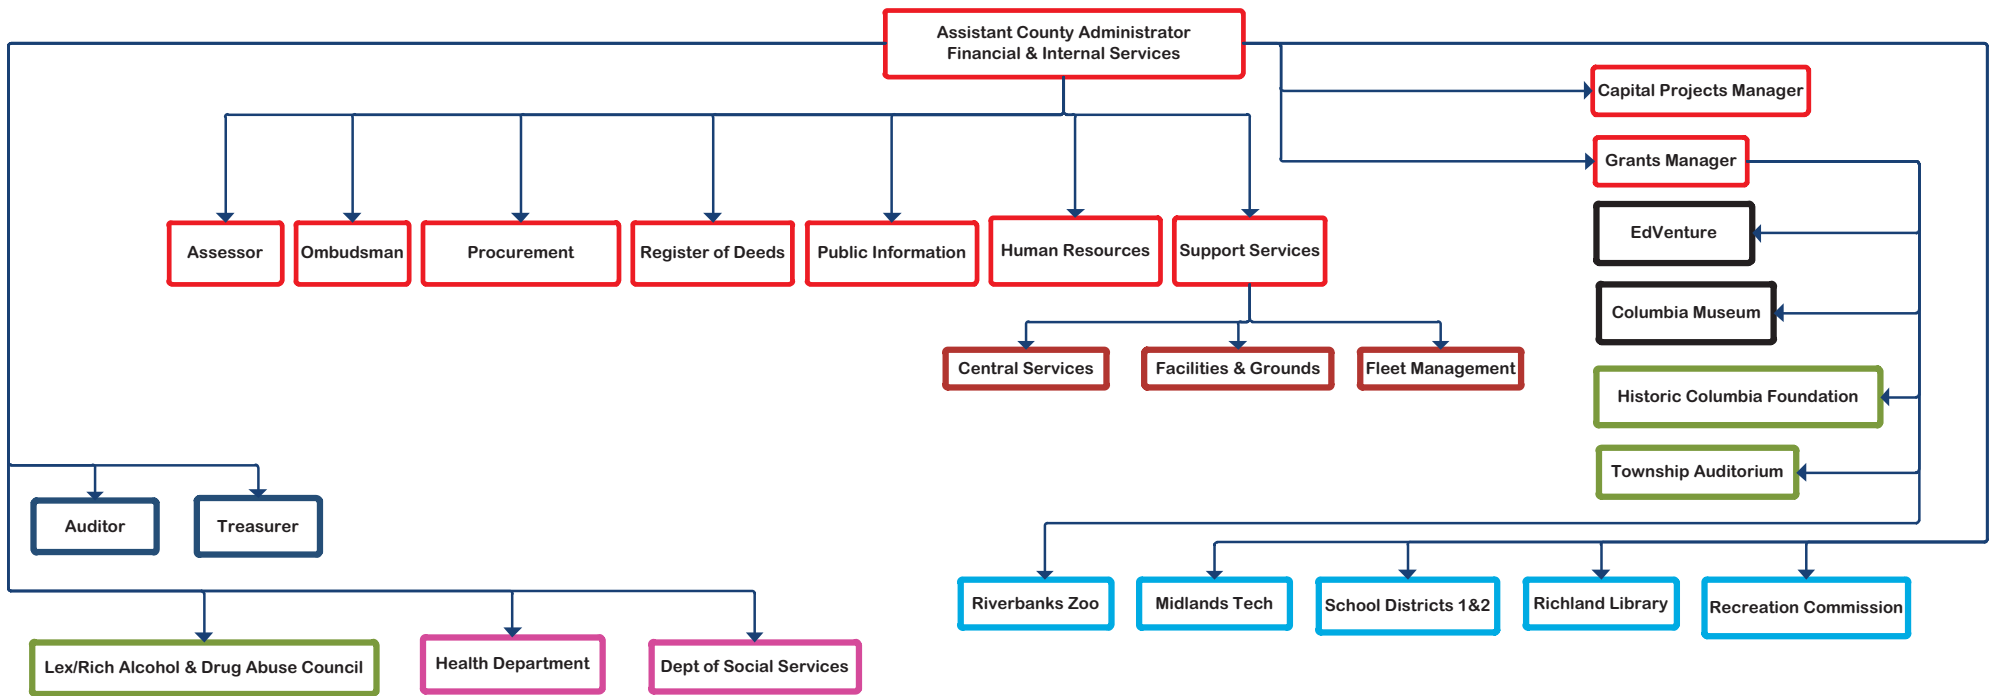 Assistant County Administrator
Financial & Internal Services
Capital Projects Manager
Grants Manager
EdVenture
Columbia Museum
Historic Columbia Foundation
Township Auditorium
Assessor
Ombudsman
Procurement
Register of Deeds
Public Information
Human Resources
Support Services
Central Services
Facilities & Grounds
Fleet Management
Auditor
Treasurer
Riverbanks Zoo
Midlands Tech
School Districts 1&2
Richland Library
Recreation Commission
Lex/Rich Alcohol & Drug Abuse Council
Health Department
Dept of Social Services